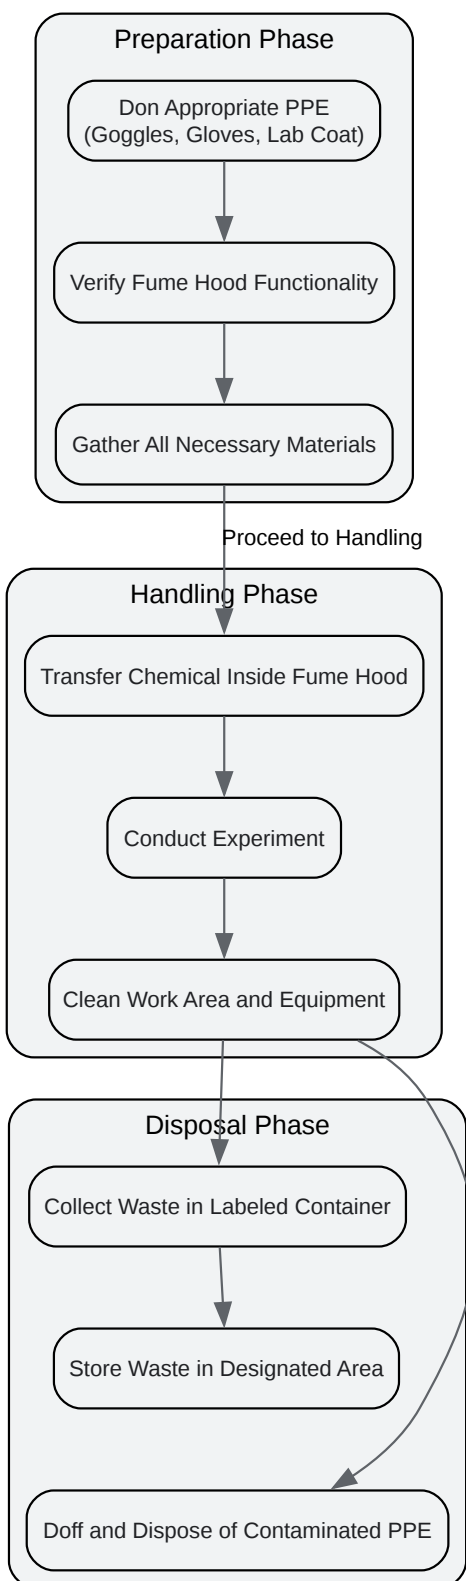 Preparation Phase
Don Appropriate PPE
(Goggles, Gloves, Lab Coat)
Verify Fume Hood Functionality
Gather All Necessary Materials
Proceed to Handling
Handling Phase
Transfer Chemical Inside Fume Hood
Conduct Experiment
Clean Work Area and Equipment
Disposal Phase
Collect Waste in Labeled Container
Store Waste in Designated Area
Doff and Dispose of Contaminated PPE